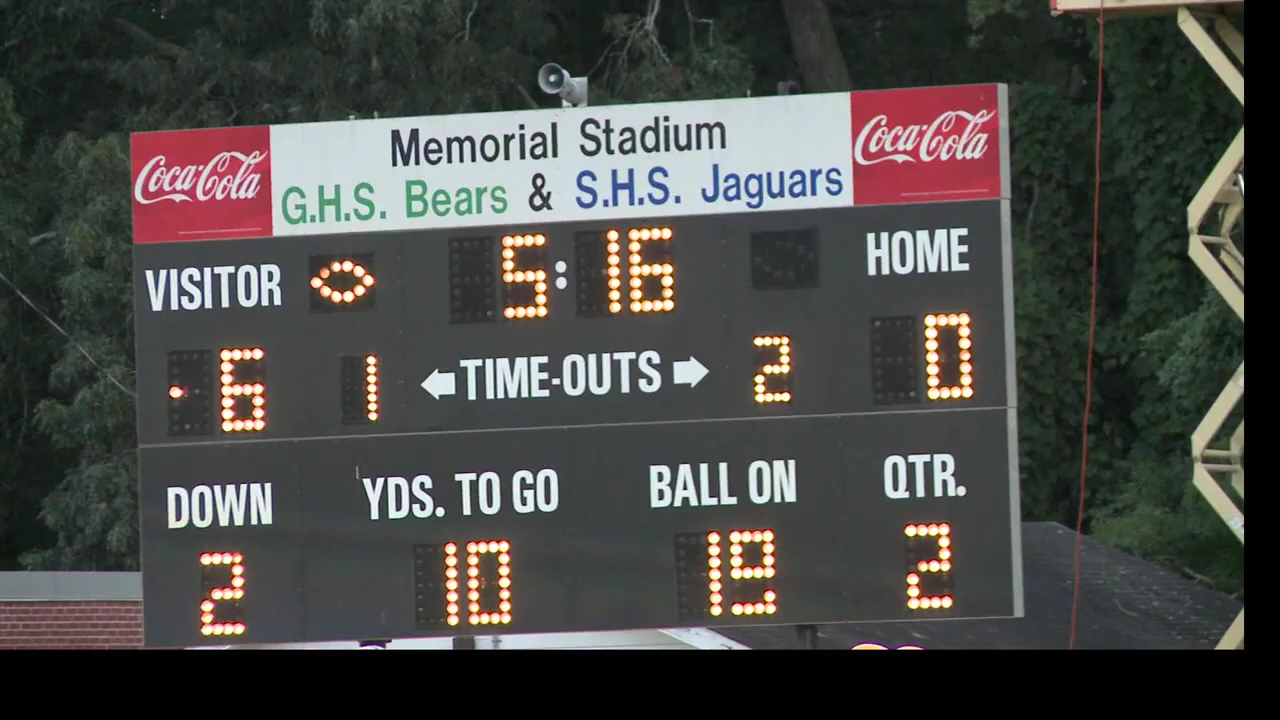 Coca-Cola
Memorial Stadium
G.H.S. Bears & S.H.S. Jaguars
Coca-Cola
VISITOR
5:16
HOME
6
1
TIME-OUTS
2
0
DOWN
YDS. TO GO
BALL ON
QTR.
2
10
19
2